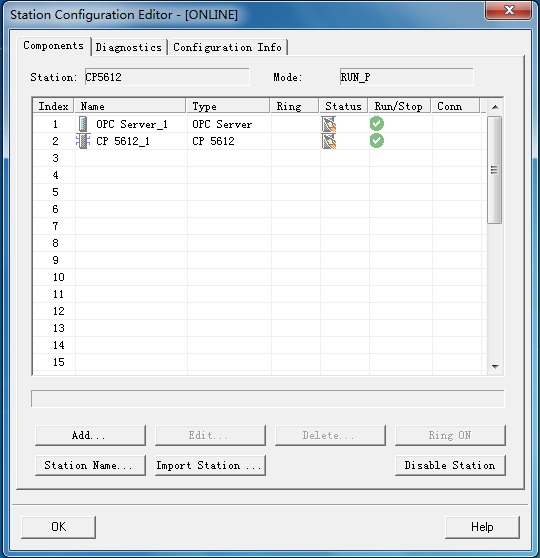 Station Configuration Editor - [ONLINE]
Components Diagnostics Configuration Info
Station: CP5612 Mode: RUN_P
Index Name Type Ring Status Run/Stop Conn
1 OPC Server_1 OPC Server
2 CP 5612_1 CP 5612
3
4
5
6
7
8
9
10
11
12
13
14
15
Add... Edit... Delete... Ring ON
Station Name... Import Station ... Disable Station
OK Help